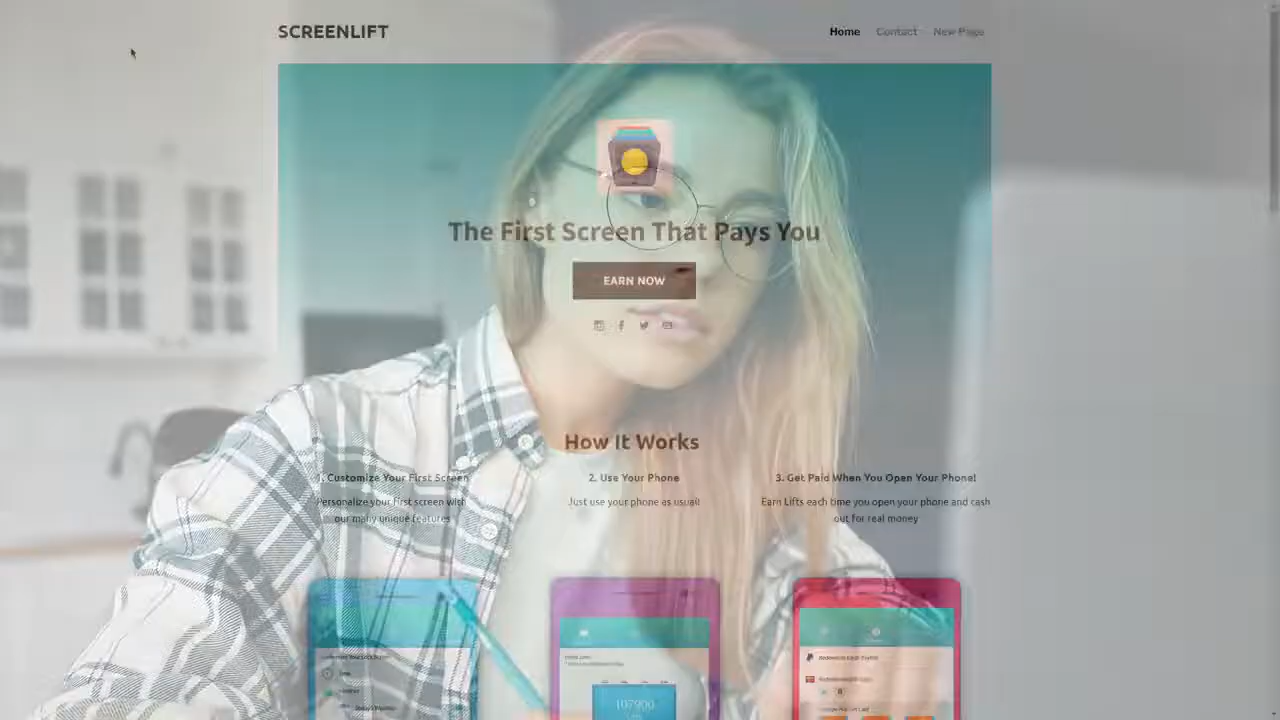 SCREENLIFT
Home Contact New Page
The First Screen That Pays You
EARN NOW
How It Works
1. Customize Your First Screen
Personalize your first screen with
our many unique features
2. Use Your Phone
Just use your phone as usual!
3. Get Paid When You Open Your Phone!
Earn Lifts each time you open your phone and cash
out for real money
107900